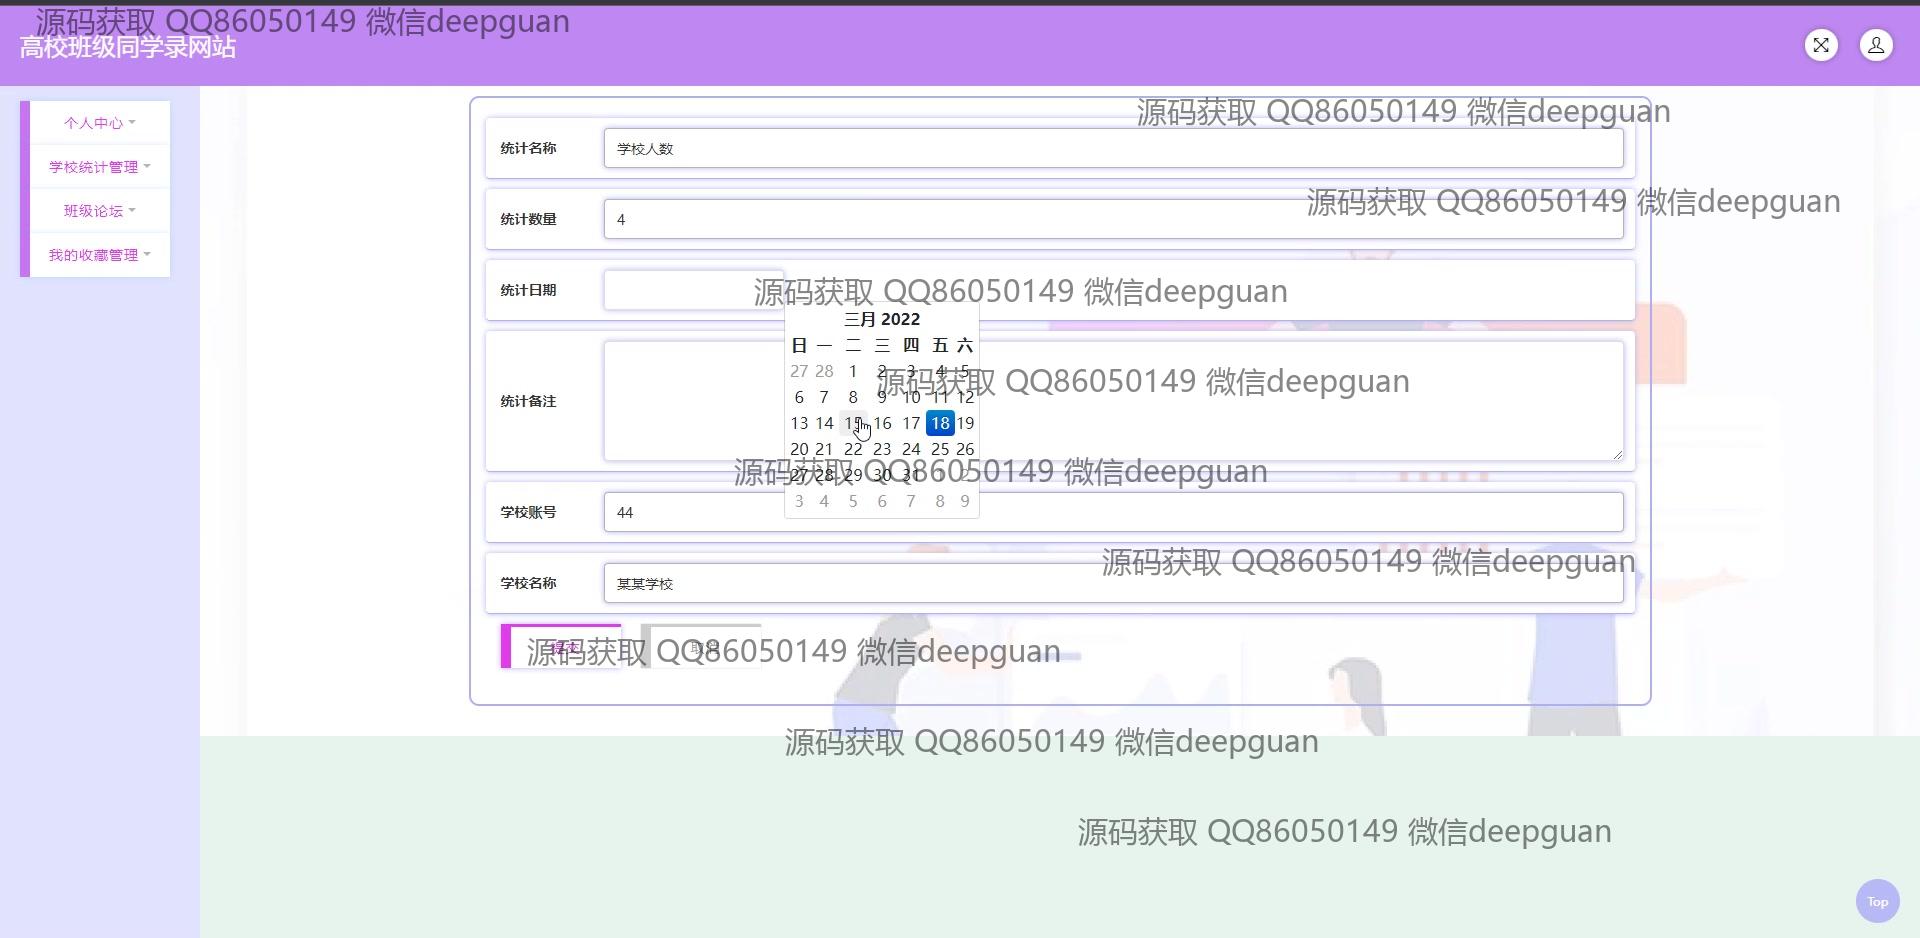 源码获取 QQ86050149 微信deepguan
高校班级同学录网站
个人中心
学校统计管理
班级论坛
我的收藏管理
源码获取 QQ86050149 微信deepguan
统计名称 学校人数
源码获取 QQ86050149 微信deepguan
统计数量 4
统计日期
源码获取 QQ86050149 微信deepguan
三月 2022
日 一 二 三 四 五 六
27 28 1 2 3 4 5
源码获取 QQ86050149 微信deepguan
6 7 8 9 10 11 12
统计备注
13 14 15 16 17 18 19
20 21 22 23 24 25 26
源码获取 QQ86050149 微信deepguan
27 28 29 30 31 1 2
3 4 5 6 7 8 9
学校账号 44
源码获取 QQ86050149 微信deepguan
学校名称 某某学校
提交 取消
源码获取 QQ86050149 微信deepguan
源码获取 QQ86050149 微信deepguan
源码获取 QQ86050149 微信deepguan
Top